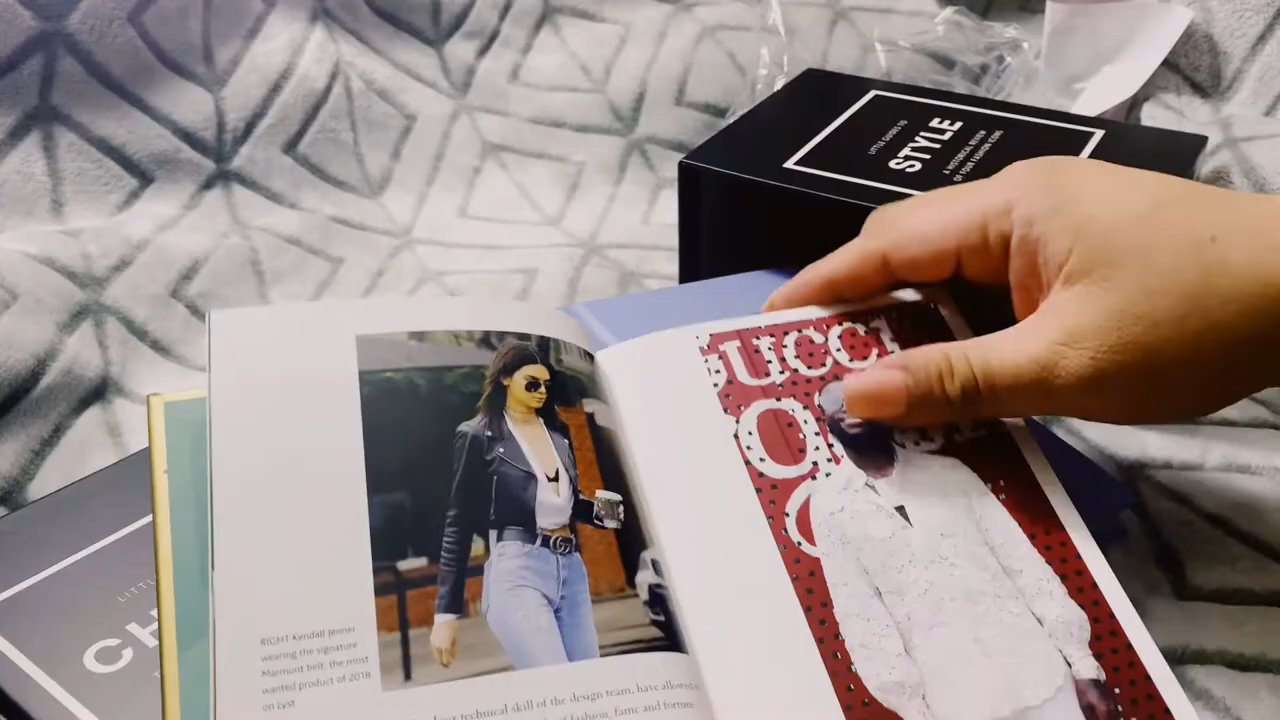 LITTLE GUIDES TO
STYLE
A HISTORICAL REVIEW
OF FOUR FASHION ICONS
GUCCI
RIGHT Kendall Jenner
wearing the signature
Marmont belt, the most
wanted product of 2018
on Lyst
technical skill of the design team, have allowed
of fashion, fame and fortune
LITTL
CH